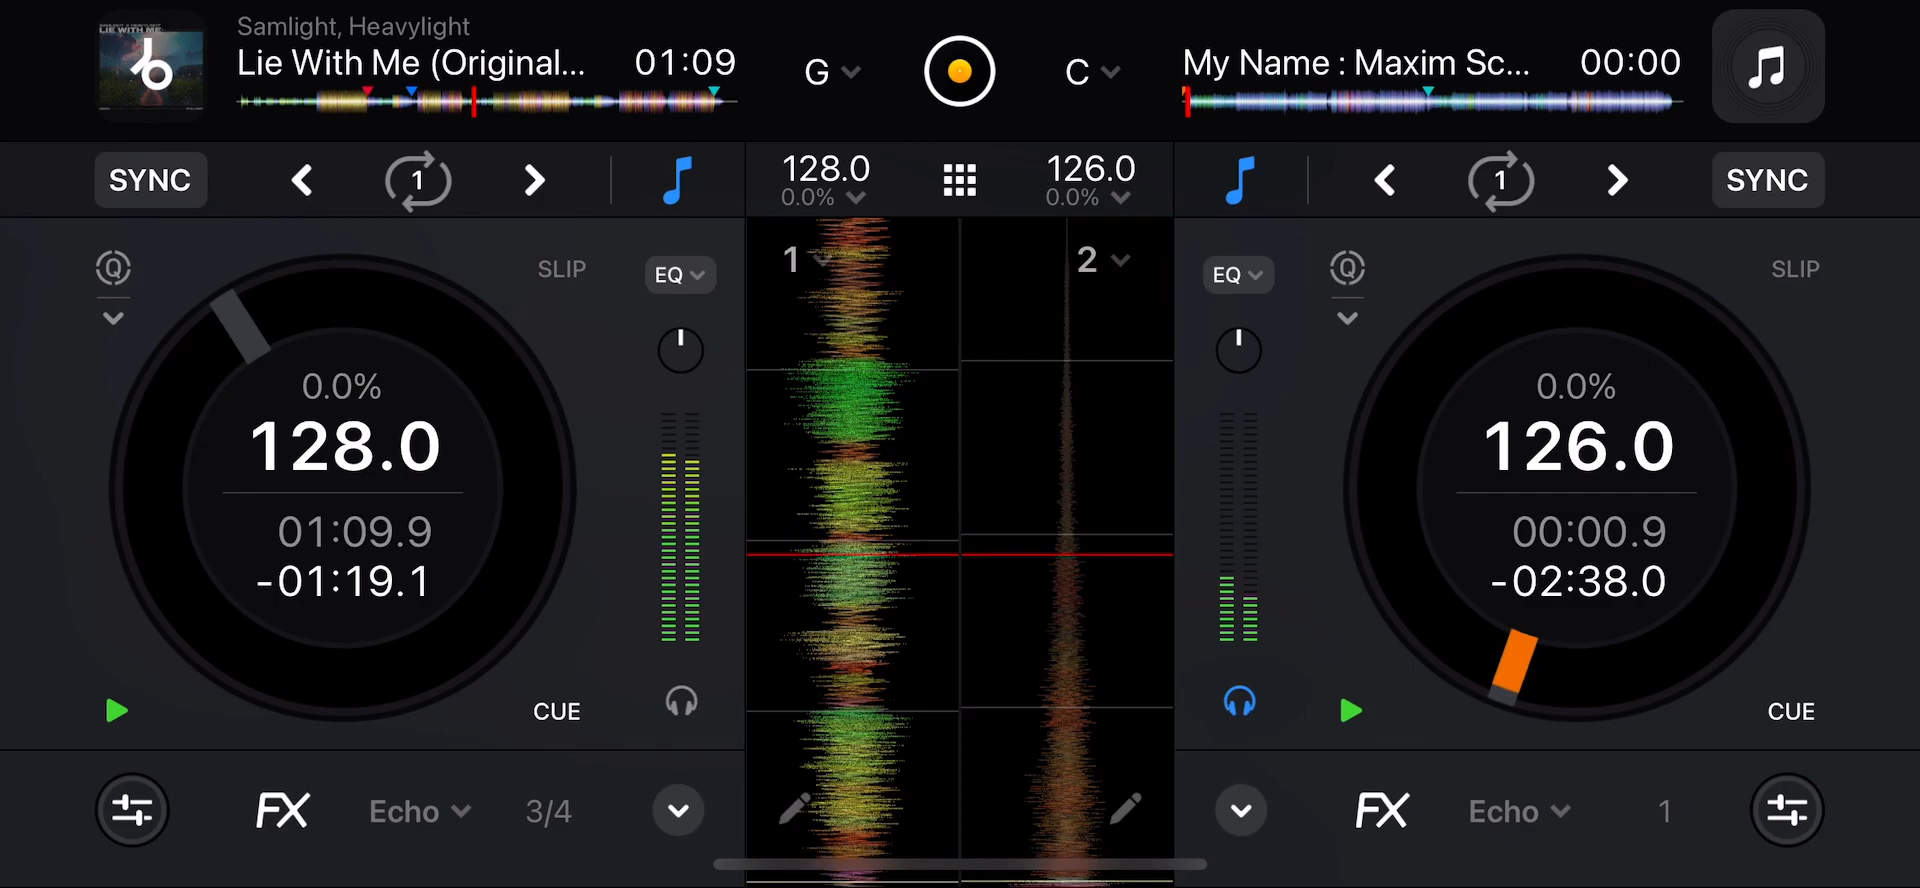 LIE WITH ME
Samlight, Heavylight
Lie With Me (Original...
01:09
G
C
My Name : Maxim Sc...
00:00
SYNC
1
128.0
0.0%
126.0
0.0%
1
SYNC
Q
SLIP
EQ
1
2
EQ
Q
SLIP
0.0%
128.0
01:09.9
-01:19.1
0.0%
126.0
00:00.9
-02:38.0
CUE
CUE
FX
Echo
3/4
FX
Echo
1